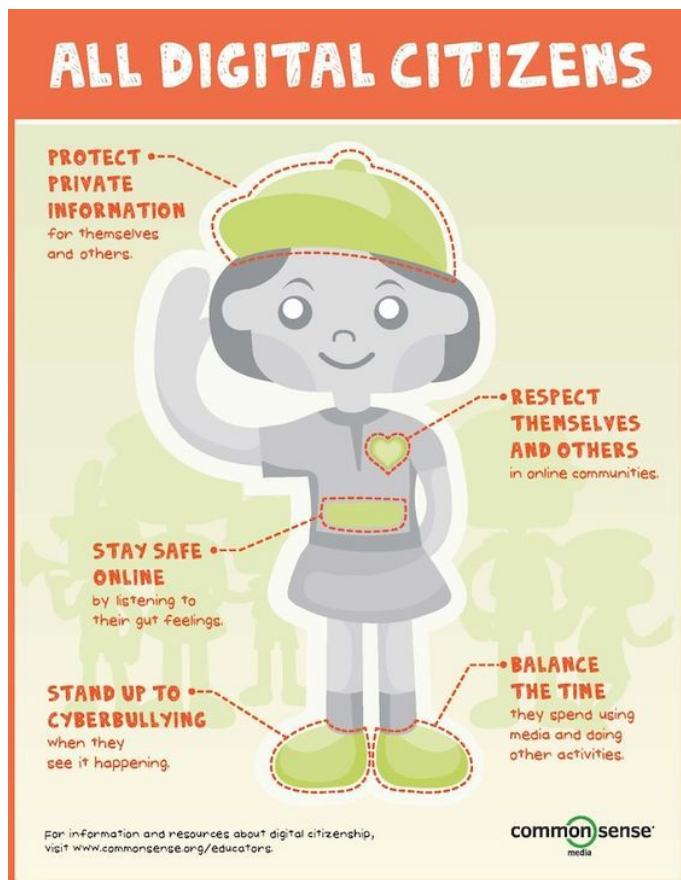 ALL DIGITAL CITIZENS
PROTECT
PRIVATE
INFORMATION
for themselves
and others.
RESPECT
THEMSELVES
AND OTHERS
in online communities.
STAY SAFE
ONLINE
by listening to
their gut feelings.
STAND UP TO
CYBERBULLYING
when they
see it happening.
BALANCE
THE TIME
they spend using
media and doing
other activities.
For information and resources about digital citizenship,
visit www.commonsense.org/educators.
common sense
media